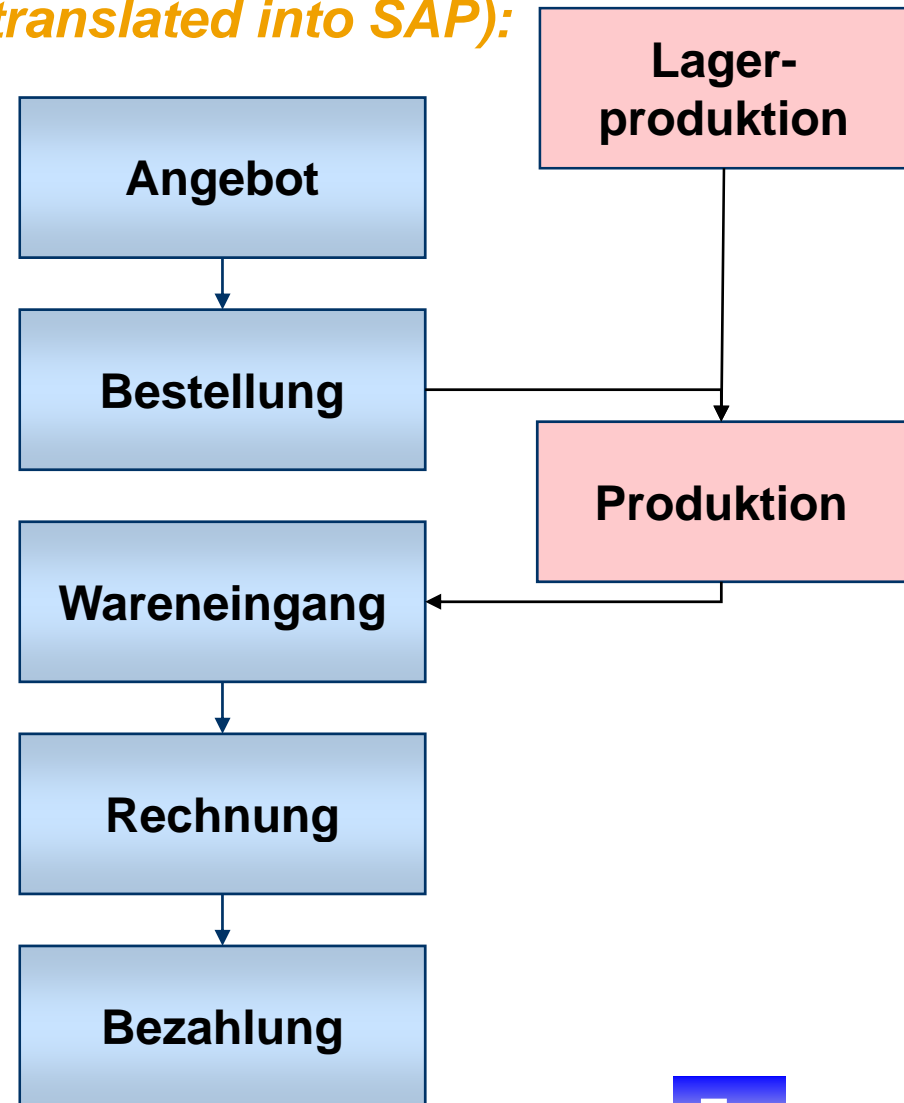 translated into SAP):
Lager-
produktion
Angebot
Bestellung
Produktion
Wareneingang
Rechnung
Bezahlung